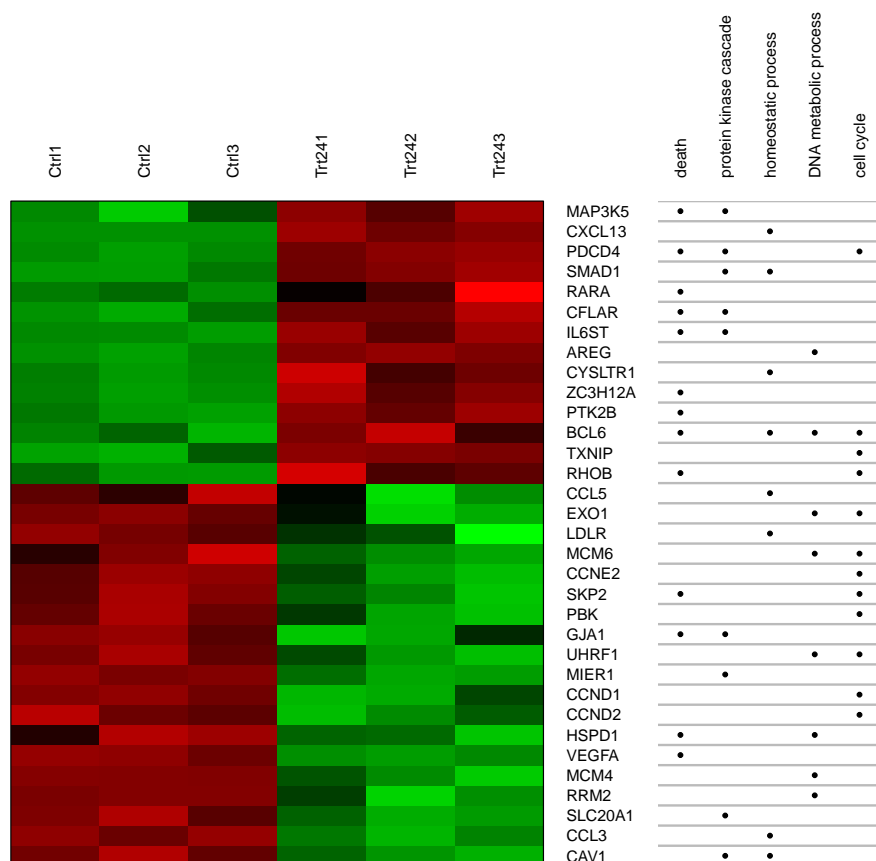 Ctrl1
Ctrl2
Ctrl3
Trt241
Trt242
Trt243
death
protein kinase cascade
homeostatic process
DNA metabolic process
cell cycle
MAP3K5
CXCL13
PDCD4
SMAD1
RARA
CFLAR
IL6ST
AREG
CYSLTR1
ZC3H12A
PTK2B
BCL6
TXNIP
RHOB
CCL5
EXO1
LDLR
MCM6
CCNE2
SKP2
PBK
GJA1
UHRF1
MIER1
CCND1
CCND2
HSPD1
VEGFA
MCM4
RRM2
SLC20A1
CCL3
CAV1